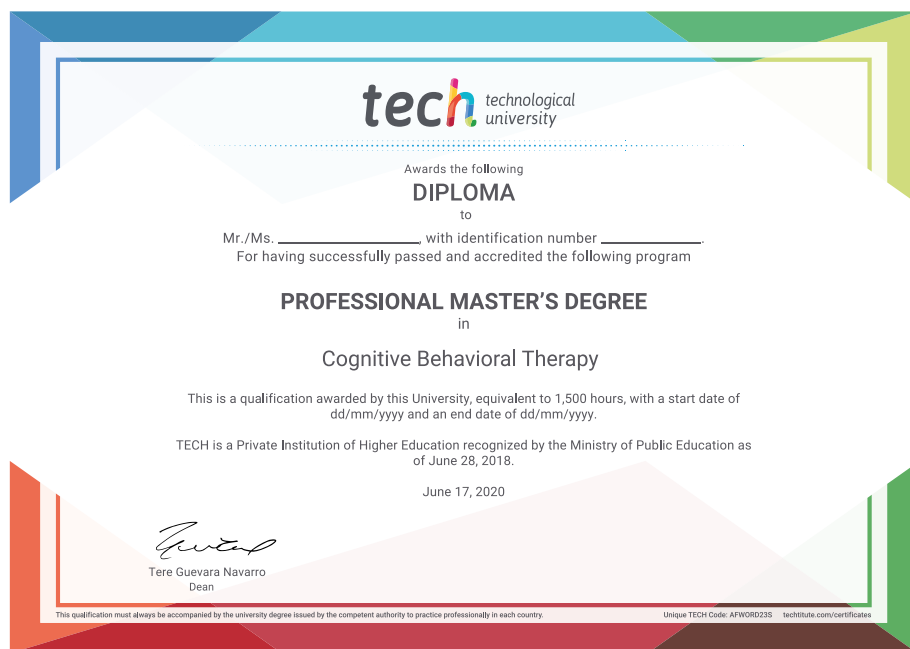 tech technological
university
Awards the following
DIPLOMA
to
Mr./Ms. ________________, with identification number ____________.
For having successfully passed and accredited the following program
PROFESSIONAL MASTER'S DEGREE
in
Cognitive Behavioral Therapy
This is a qualification awarded by this University, equivalent to 1,500 hours, with a start date of
dd/mm/yyyy and an end date of dd/mm/yyyy.
TECH is a Private Institution of Higher Education recognized by the Ministry of Public Education as
of June 28, 2018.
June 17, 2020
Tere Guevara Navarro
Dean
This qualification must always be accompanied by the university degree issued by the competent authority to practice professionally in each country. Unique TECH Code: AFWORD23S techtitute.com/certificates